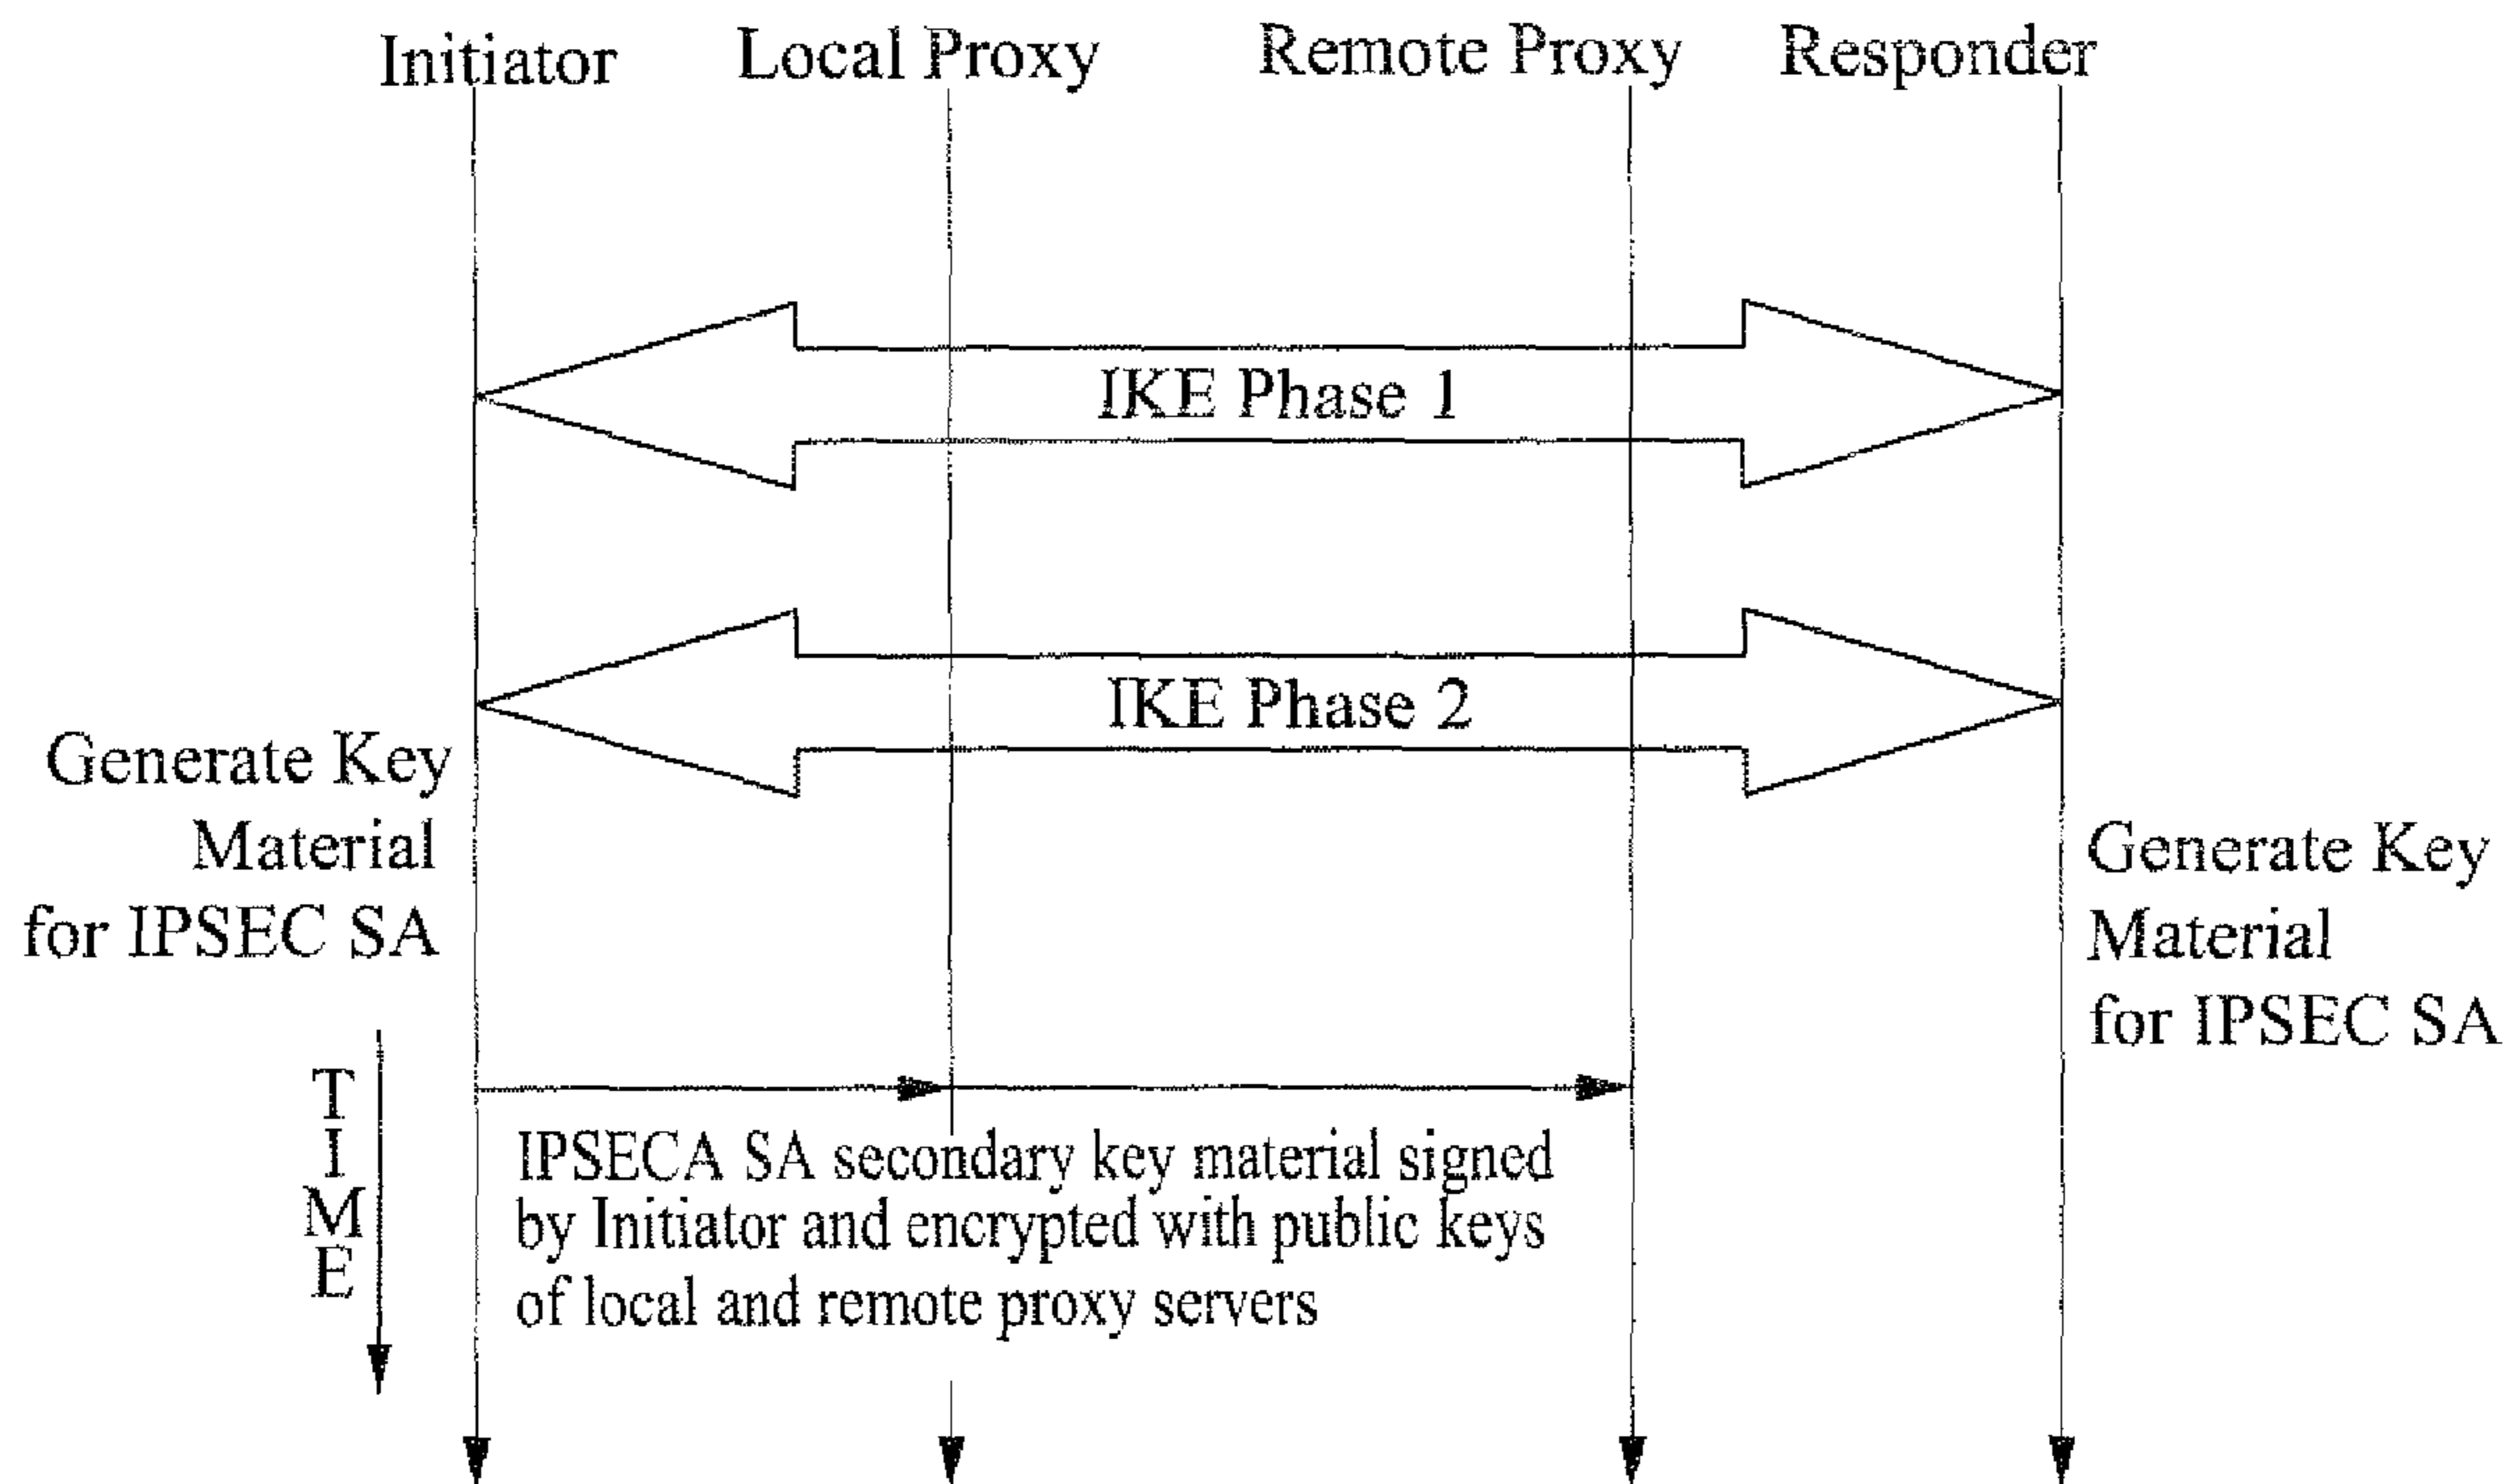 Initiator
Local Proxy
Remote Proxy
Responder
IKE Phase 1
IKE Phase 2
Generate Key
Material
for IPSEC SA
Generate Key
Material
for IPSEC SA
TIME
IPSECA SA secondary key material signed
by Initiator and encrypted with public keys
of local and remote proxy servers